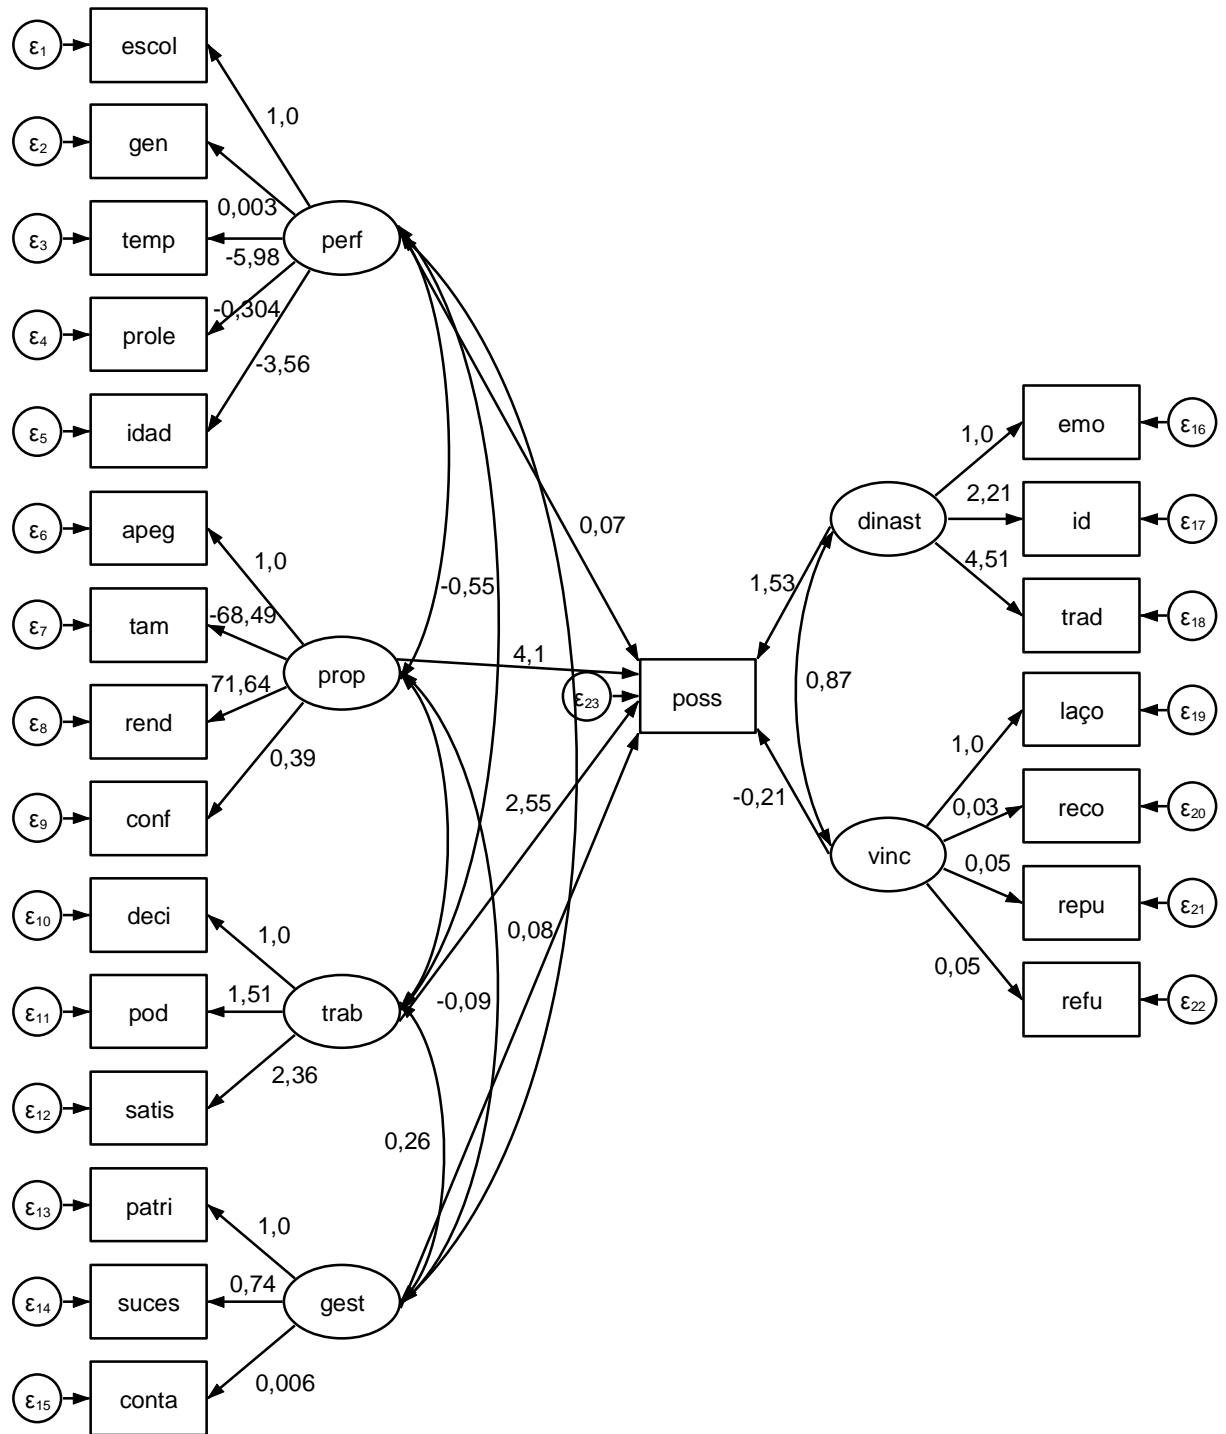 ε1 escol
1,0
ε2 gen
0,003
ε3 temp
perf
-5,98
-0,304
ε4 prole
-3,56
ε5 idad
ε6 apeg
1,0
0,07
-0,55
ε7 tam
-68,49
prop
4,1
71,64
ε8 rend
0,39
ε9 conf
2,55
ε10 deci
1,0
0,08
-0,09
1,51
ε11 pod
trab
2,36
ε12 satis
0,26
ε13 patri
1,0
0,74
ε14 suces
gest
0,006
ε15 conta
ε23 poss
emo ε16
1,0
2,21
dinast
id ε17
4,51
1,53
trad ε18
0,87
laço ε19
1,0
-0,21
0,03
reco ε20
vinc
0,05
repu ε21
0,05
refu ε22